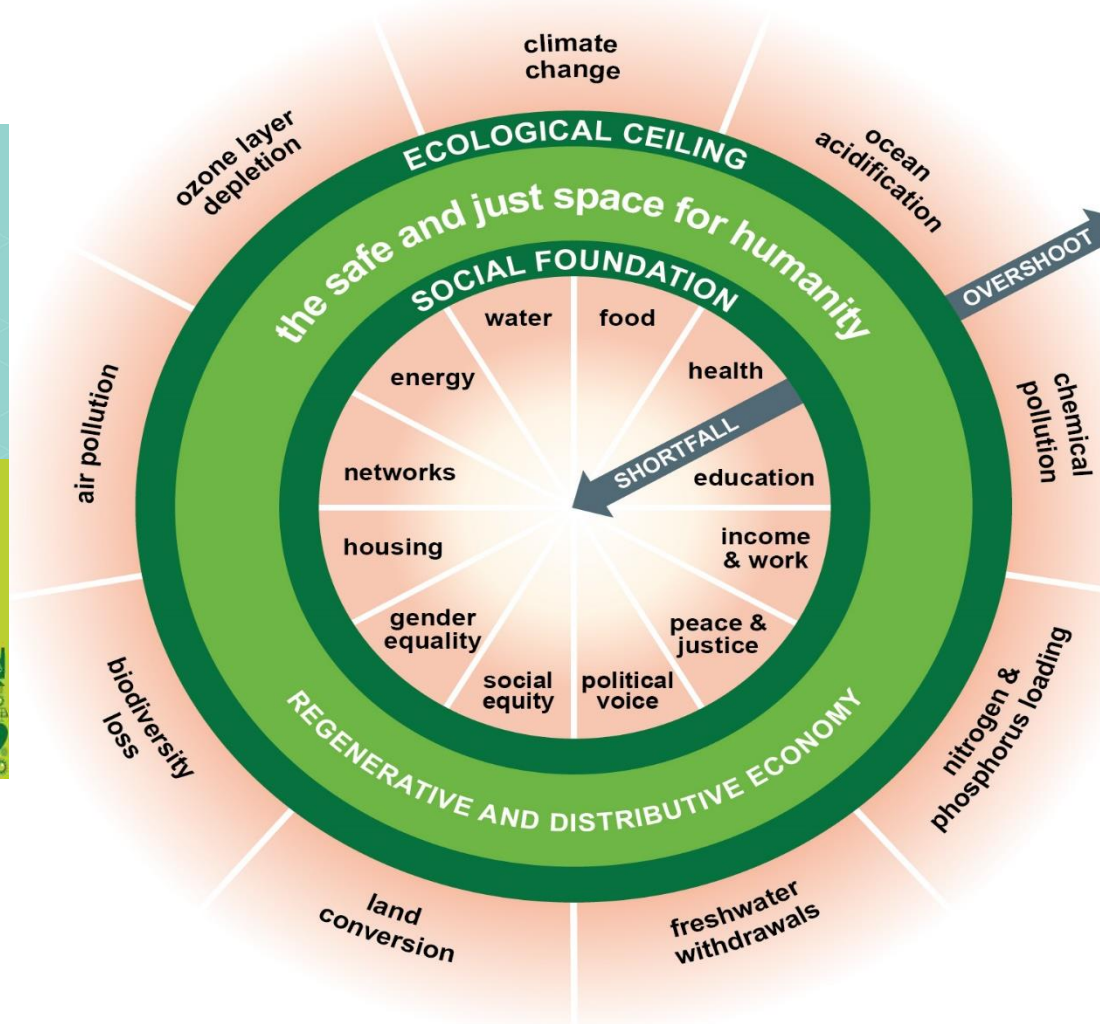 climate
change
ocean
acidification
chemical
pollution
nitrogen &
phosphorus loading
freshwater
withdrawals
land
conversion
biodiversity
loss
air pollution
ozone layer
depletion
ECOLOGICAL CEILING
the safe and just space for humanity
SOCIAL FOUNDATION
OVERSHOOT
water
food
health
SHORTFALL
education
income
& work
peace &
justice
political
voice
social
equity
gender
equality
housing
networks
energy
REGENERATIVE AND DISTRIBUTIVE ECONOMY